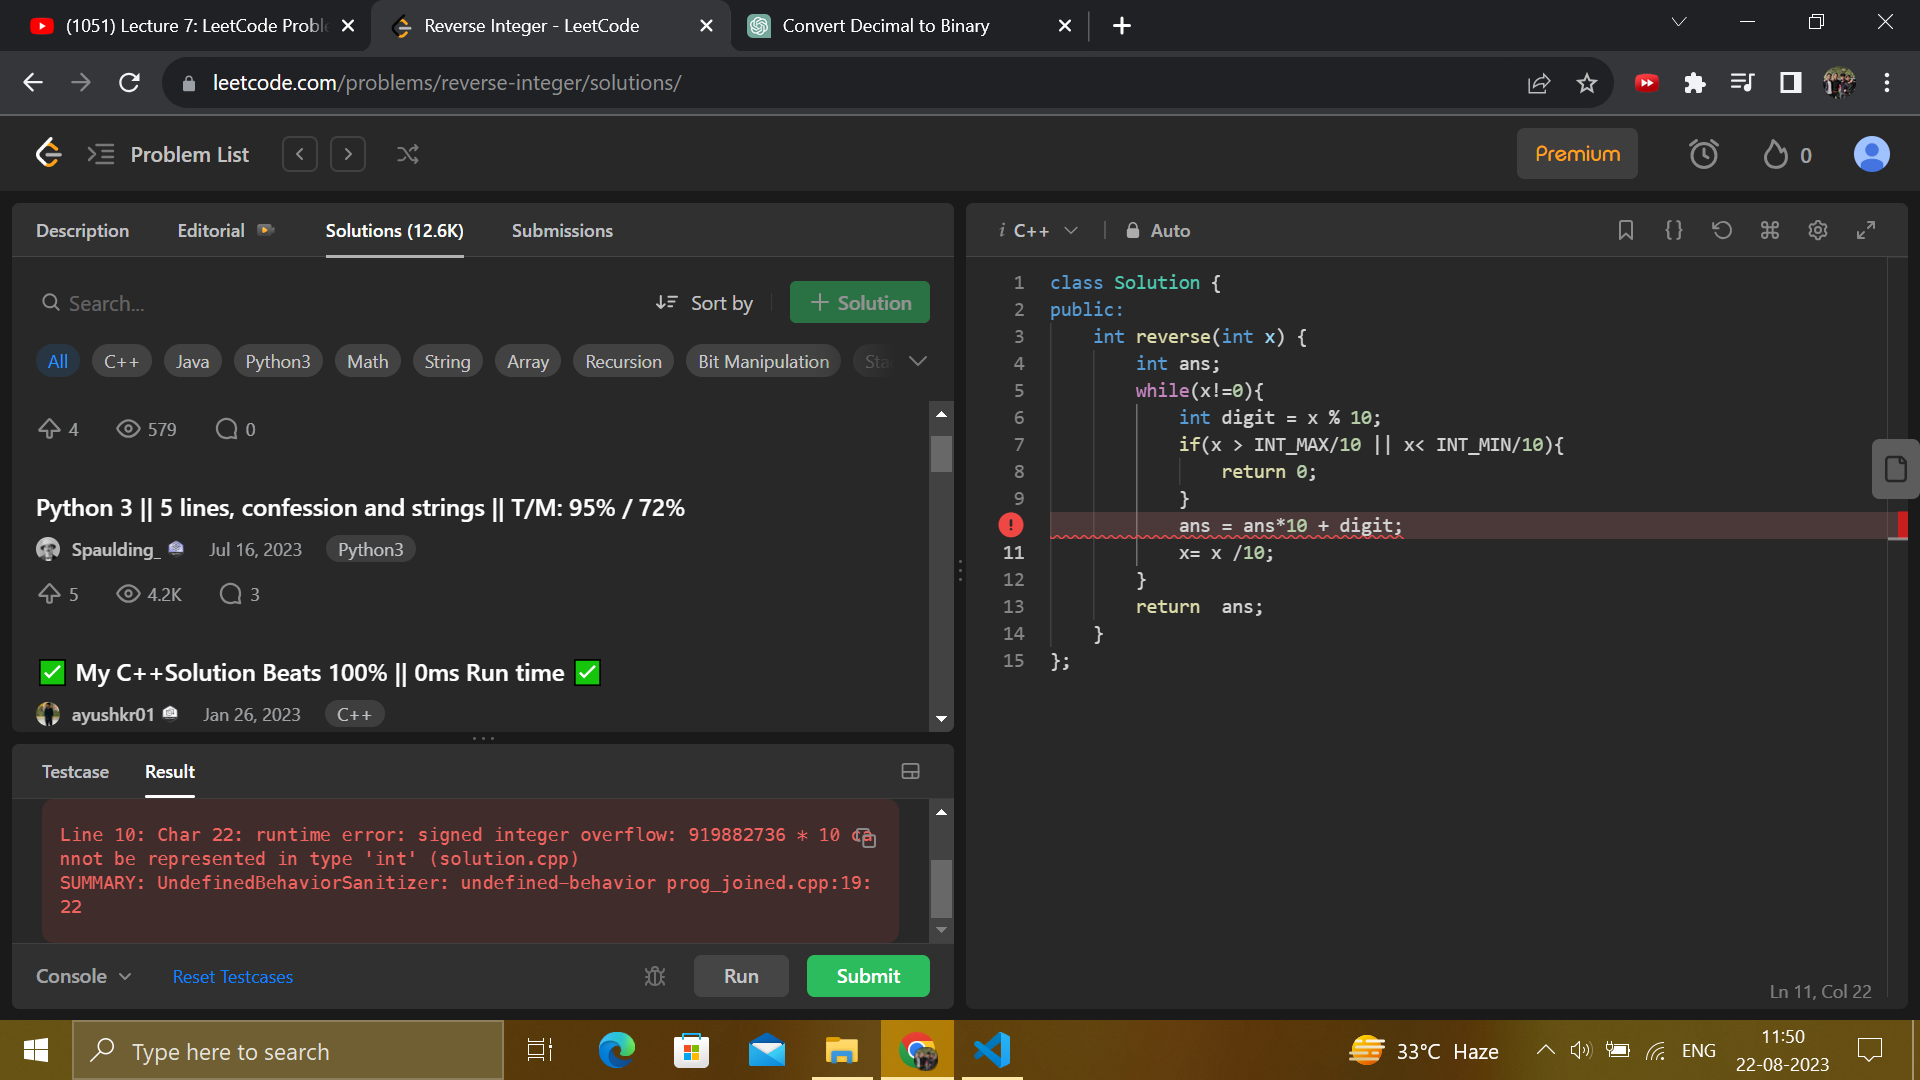 (1051) Lecture 7: LeetCode Proble
Reverse Integer - LeetCode
Convert Decimal to Binary
leetcode.com/problems/reverse-integer/solutions/
Problem List
Premium
0
Description
Editorial
Solutions (12.6K)
Submissions
Search...
Sort by
Solution
All
C++
Java
Python3
Math
String
Array
Recursion
Bit Manipulation
Sta
4
579
0
Python 3 || 5 lines, confession and strings || T/M: 95% / 72%
Spaulding_
Jul 16, 2023
Python3
5
4.2K
3
✅ My C++Solution Beats 100% || 0ms Run time ✅
ayushkr01
Jan 26, 2023
C++
Testcase
Result
Line 10: Char 22: runtime error: signed integer overflow: 919882736 * 10 ca
nnot be represented in type 'int' (solution.cpp)
SUMMARY: UndefinedBehaviorSanitizer: undefined-behavior prog_joined.cpp:19:
22
Console
Reset Testcases
Run
Submit
i C++
Auto
1 class Solution {
2 public:
3 int reverse(int x) {
4 int ans;
5 while(x!=0){
6 int digit = x % 10;
7 if(x > INT_MAX/10 || x< INT_MIN/10){
8 return 0;
9 }
ans = ans*10 + digit;
11 x= x /10;
12 }
13 return  ans;
14 }
15 };
Ln 11, Col 22
Type here to search
33°C Haze
ENG
11:50
22-08-2023